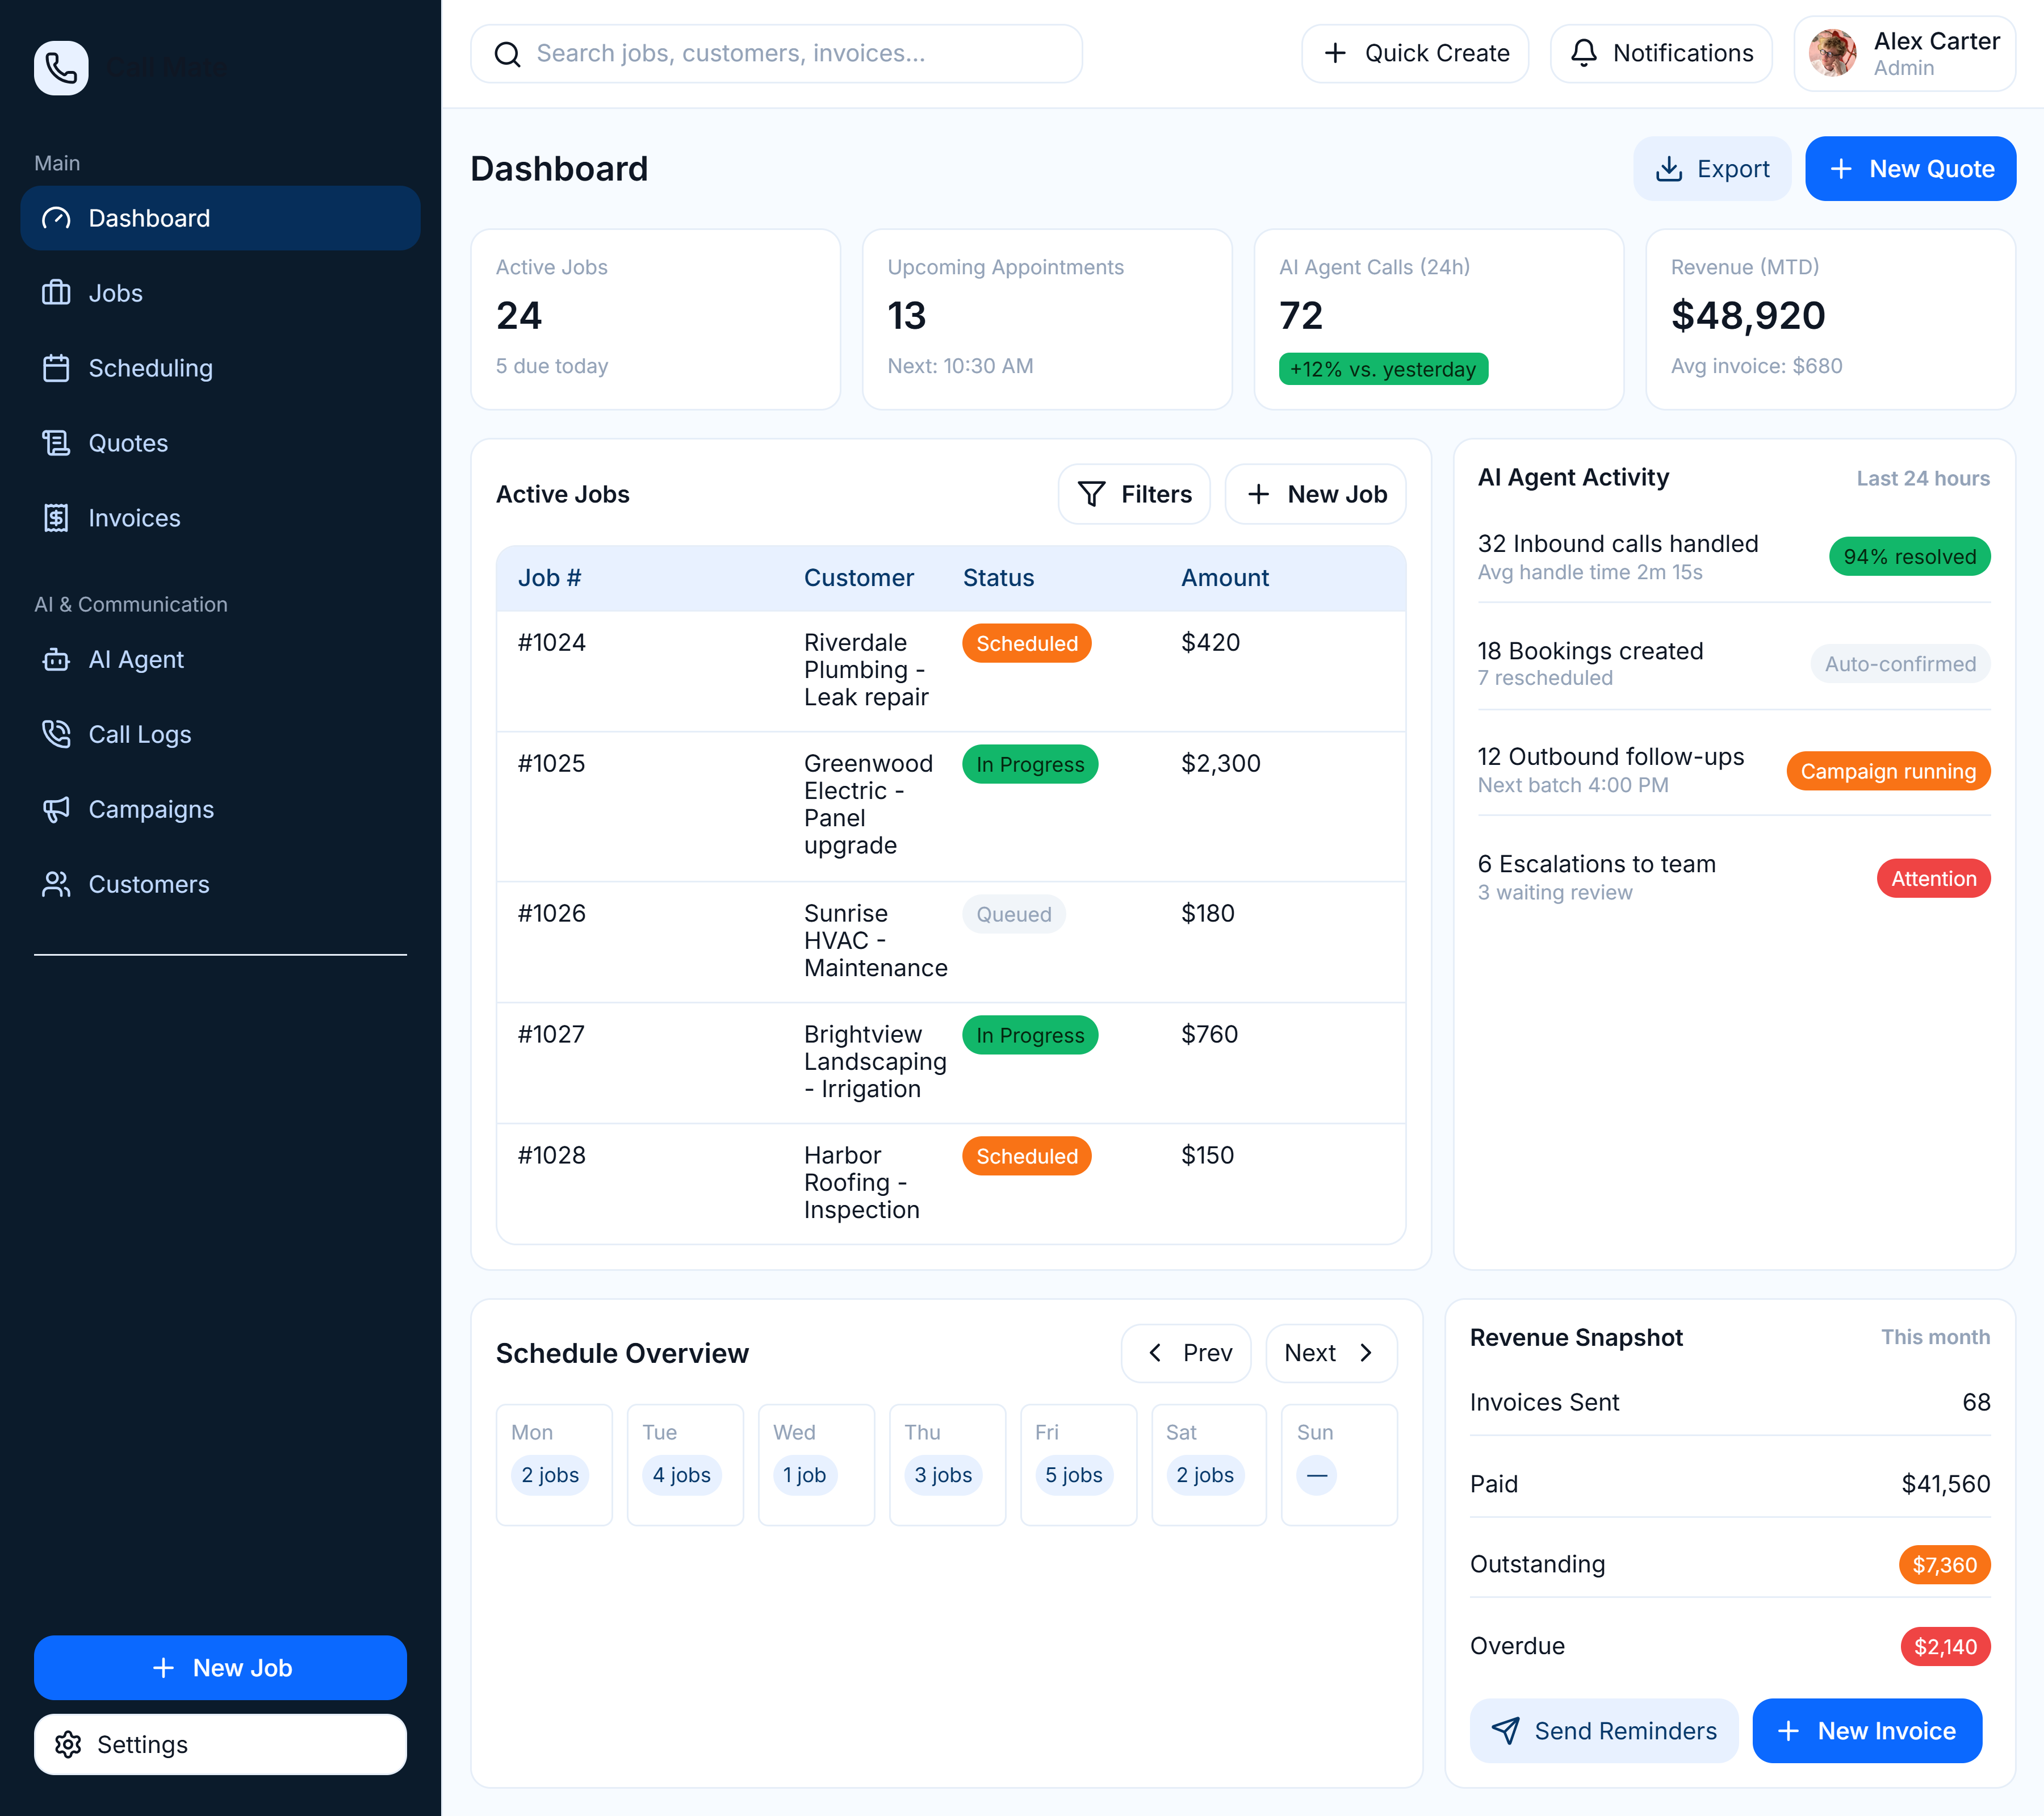 Call Mate
Main
Dashboard
Jobs
Scheduling
Quotes
Invoices
AI & Communication
AI Agent
Call Logs
Campaigns
Customers
New Job
Settings
Search jobs, customers, invoices...
Quick Create
Notifications
Alex Carter
Admin
Dashboard
Export
New Quote
Active Jobs
24
5 due today
Upcoming Appointments
13
Next: 10:30 AM
AI Agent Calls (24h)
72
+12% vs. yesterday
Revenue (MTD)
$48,920
Avg invoice: $680
Active Jobs
Filters
New Job
Job # Customer Status Amount
#1024 Riverdale Scheduled $420
Plumbing -
Leak repair
#1025 Greenwood In Progress $2,300
Electric -
Panel
upgrade
#1026 Sunrise Queued $180
HVAC -
Maintenance
#1027 Brightview In Progress $760
Landscaping
- Irrigation
#1028 Harbor Scheduled $150
Roofing -
Inspection
AI Agent Activity
Last 24 hours
32 Inbound calls handled
Avg handle time 2m 15s
94% resolved
18 Bookings created
7 rescheduled
Auto-confirmed
12 Outbound follow-ups
Next batch 4:00 PM
Campaign running
6 Escalations to team
3 waiting review
Attention
Schedule Overview
Prev
Next
Mon
2 jobs
Tue
4 jobs
Wed
1 job
Thu
3 jobs
Fri
5 jobs
Sat
2 jobs
Sun
—
Revenue Snapshot
This month
Invoices Sent 68
Paid $41,560
Outstanding $7,360
Overdue $2,140
Send Reminders
New Invoice